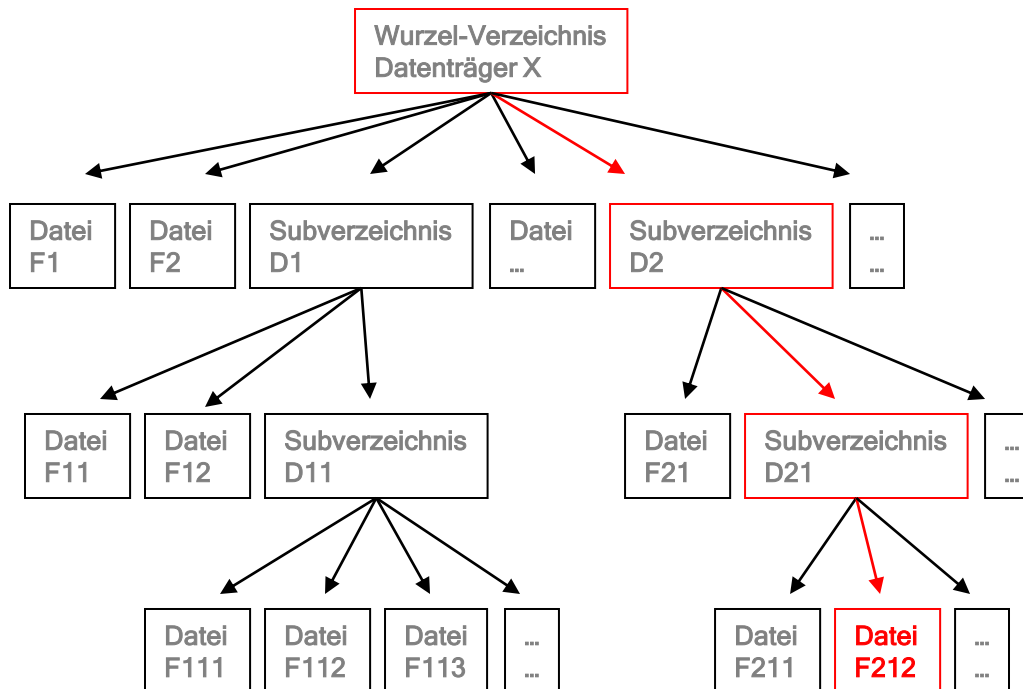 Wurzel-Verzeichnis
Datenträger X
Datei
F1
Datei
F2
Subverzeichnis
D1
Datei
...
Subverzeichnis
D2
...
...
Datei
F11
Datei
F12
Subverzeichnis
D11
Datei
F21
Subverzeichnis
D21
...
...
Datei
F111
Datei
F112
Datei
F113
...
...
Datei
F211
Datei
F212
...
...